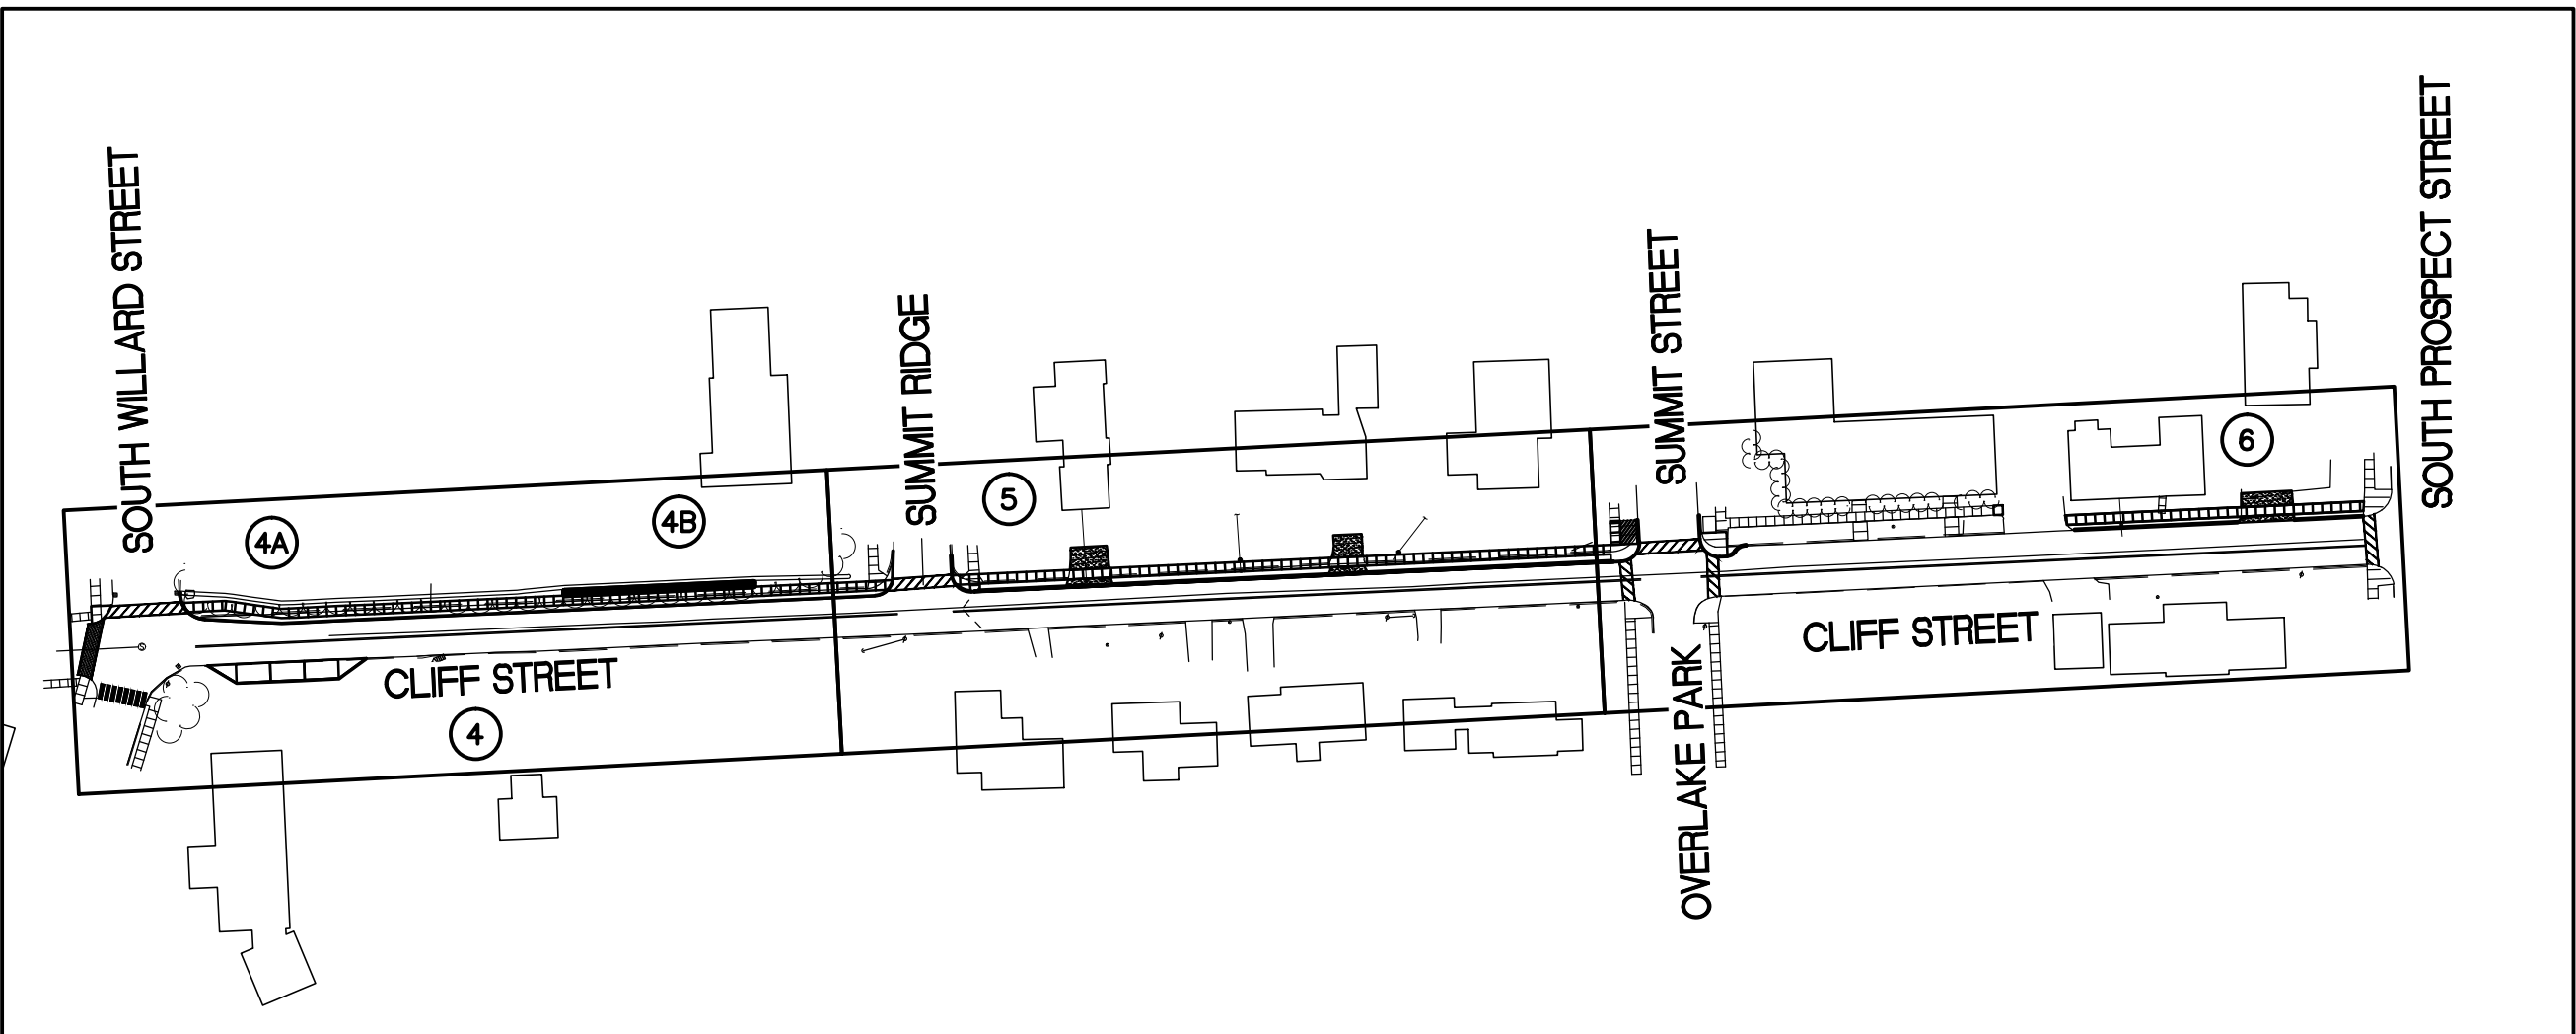 SOUTH WILLARD STREET
4A
4B
SUMMIT RIDGE
5
SUMMIT STREET
6
SOUTH PROSPECT STREET
CLIFF STREET
4
OVERLAKE PARK
CLIFF STREET